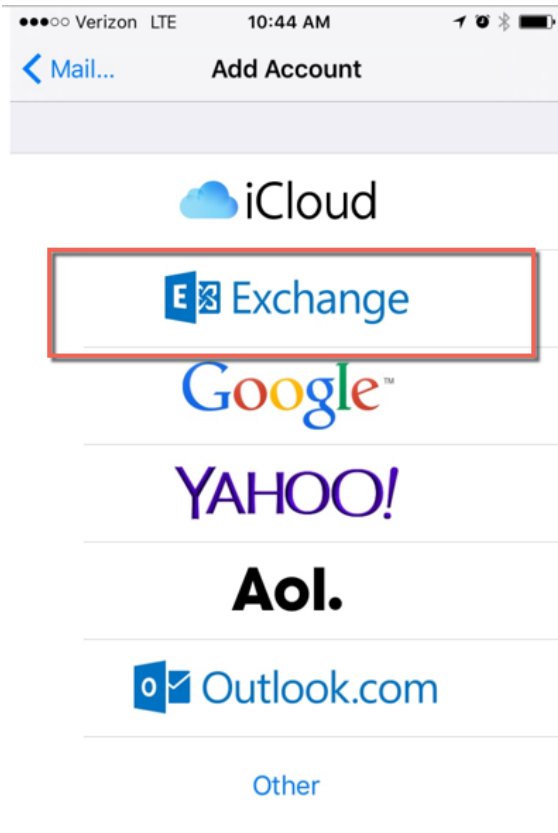 Verizon LTE 10:44 AM
Mail... Add Account
iCloud
E Exchange
Google™
YAHOO!
Aol.
o Outlook.com
Other